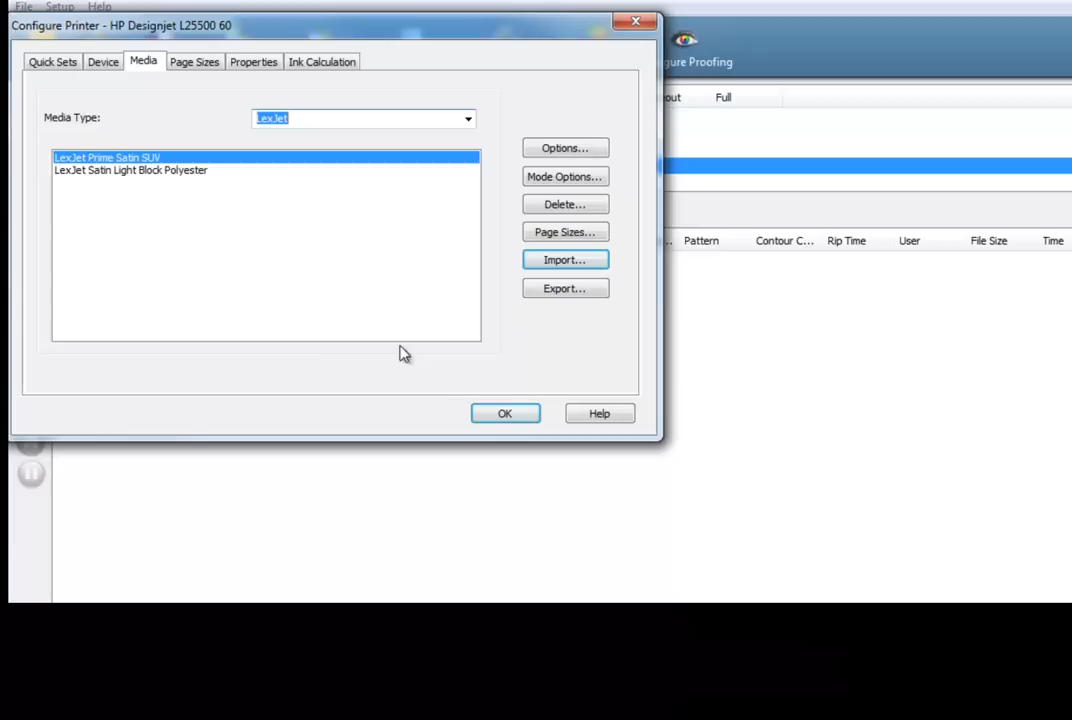 File Setup Help
Configure Printer - HP Designjet L25500 60
Quick Sets Device Media Page Sizes Properties Ink Calculation
gure Proofing
Media Type: LexJet
out Full
LexJet Prime Satin SUV
LexJet Satin Light Block Polyester
Options...
Mode Options...
Delete...
Page Sizes...
Import...
Export...
... Pattern Contour C... Rip Time User File Size Time
OK Help